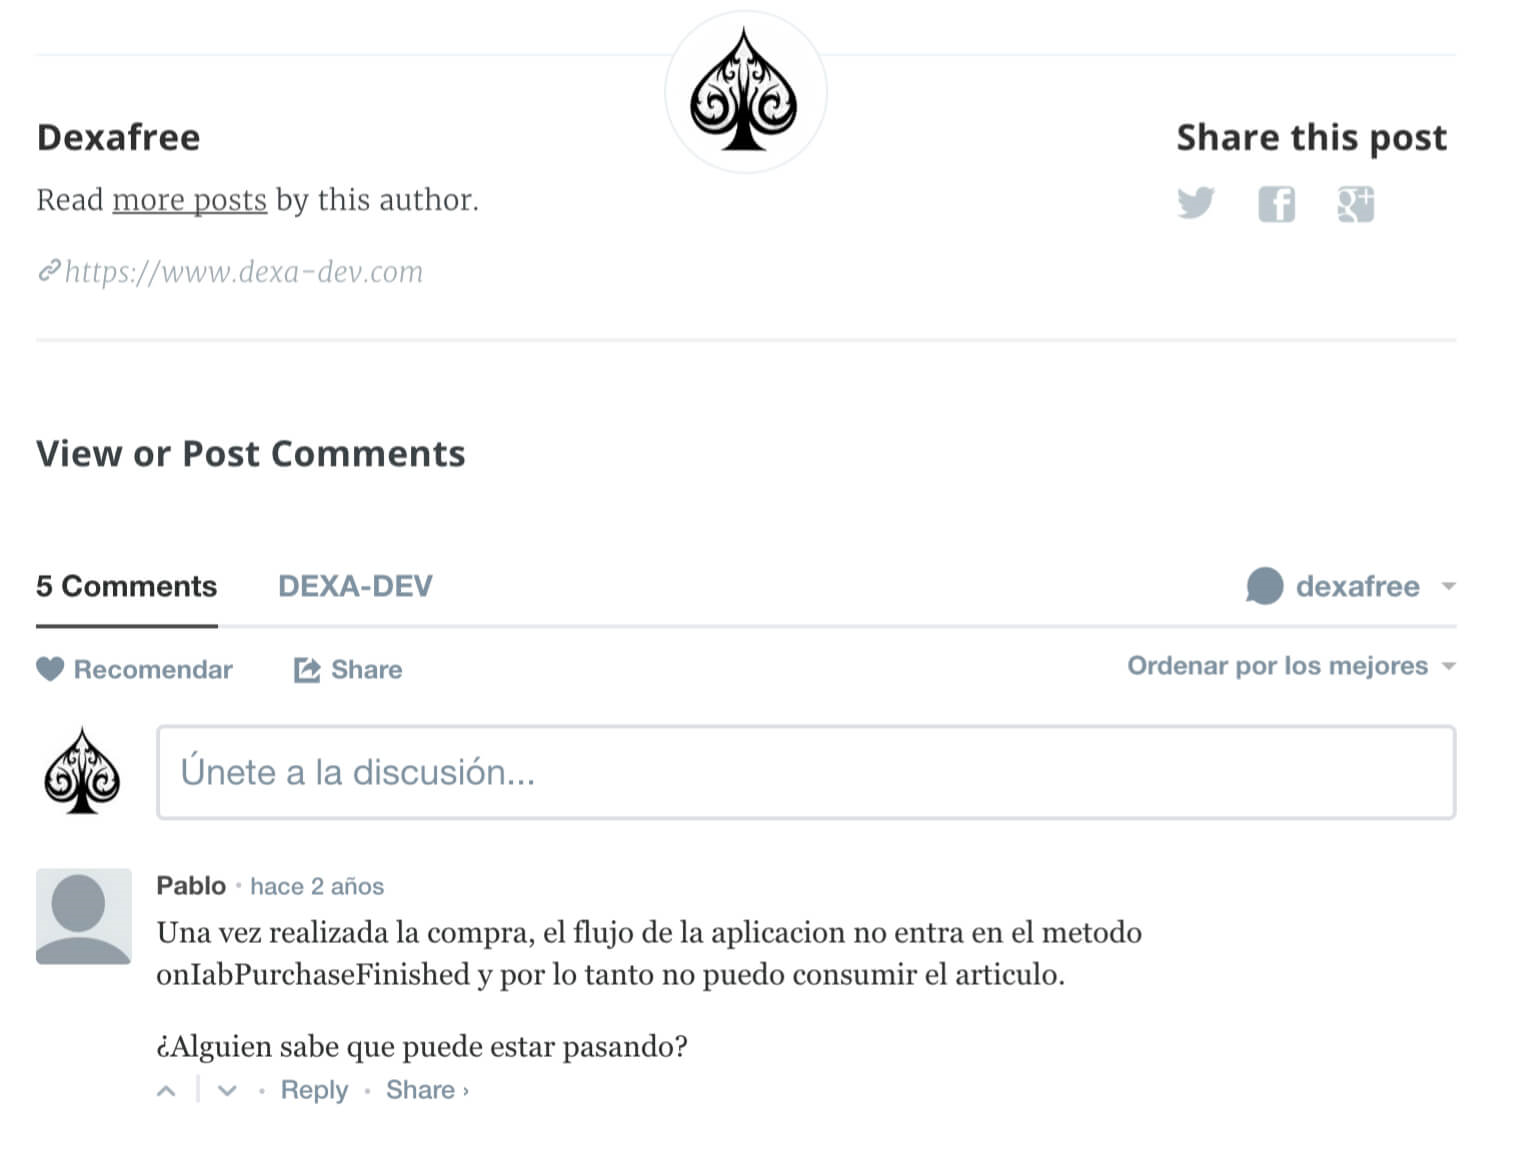 Dexafree
Share this post
Read more posts by this author.
https://www.dexa-dev.com
View or Post Comments
5 Comments
DEXA-DEV
dexafree
Recomendar
Share
Ordenar por los mejores
Únete a la discusión...
Pablo • hace 2 años
Una vez realizada la compra, el flujo de la aplicacion no entra en el metodo
onIabPurchaseFinished y por lo tanto no puedo consumir el articulo.
¿Alguien sabe que puede estar pasando?
• Reply • Share ›